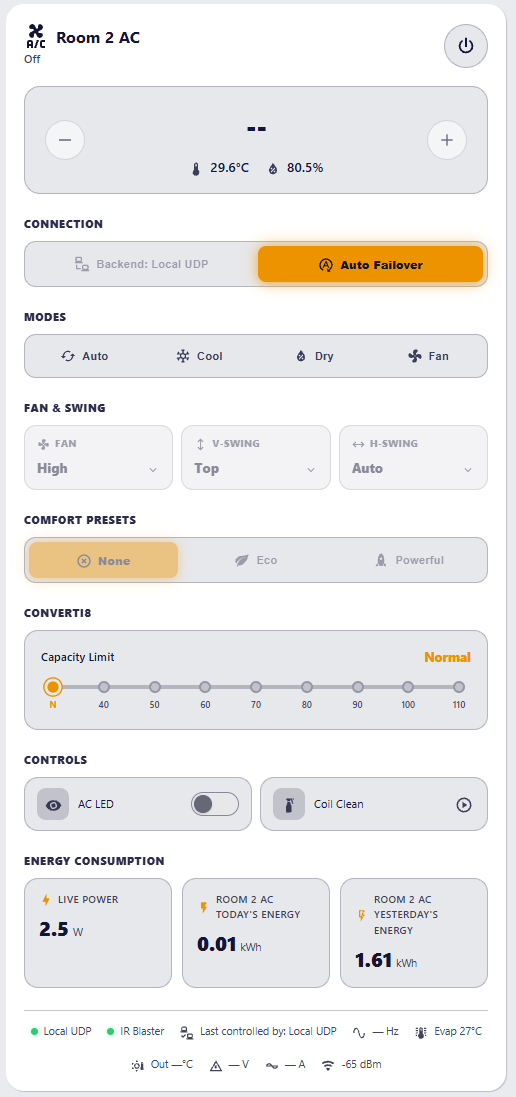 A/C
Room 2 AC
Off
--
29.6°C 80.5%
CONNECTION
Backend: Local UDP Auto Failover
MODES
Auto Cool Dry Fan
FAN & SWING
FAN V-SWING H-SWING
High Top Auto
COMFORT PRESETS
None Eco Powerful
CONVERTI8
Capacity Limit Normal
N 40 50 60 70 80 90 100 110
CONTROLS
AC LED Coil Clean
ENERGY CONSUMPTION
LIVE POWER
2.5 W
ROOM 2 AC
TODAY'S ENERGY
0.01 kWh
ROOM 2 AC
YESTERDAY'S
ENERGY
1.61 kWh
Local UDP IR Blaster Last controlled by: Local UDP — Hz Evap 27°C
Out —°C — V — A -65 dBm